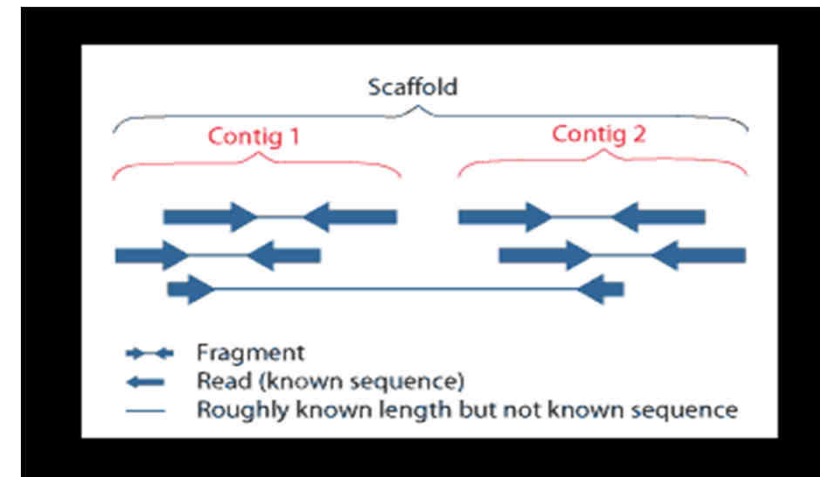 Scaffold
Contig 1
Contig 2
Fragment
Read (known sequence)
Roughly known length but not known sequence